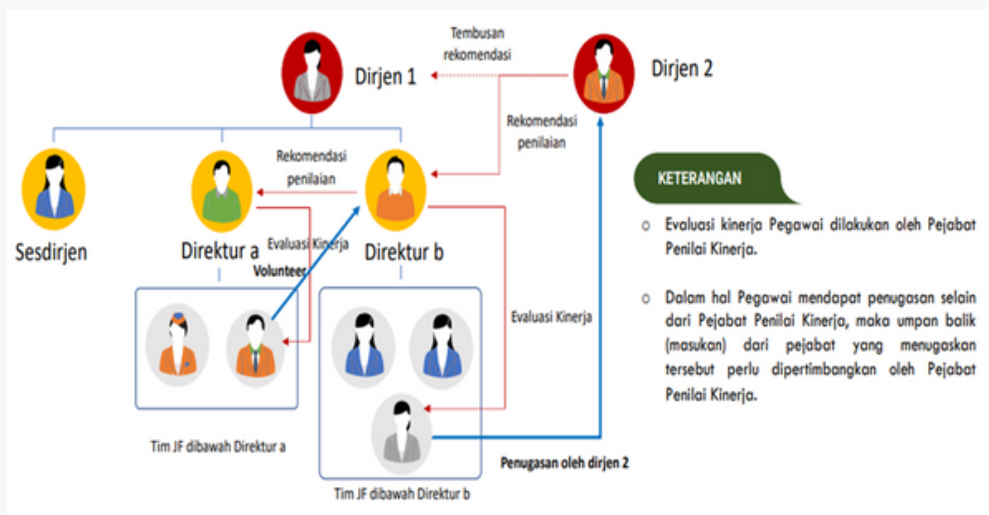 Tembusan
rekomendasi
Dirjen 1
Dirjen 2
Rekomendasi
penilaian
Rekomendasi
penilaian
KETERANGAN
Sesdirjen
Direktur a
Evaluasi Kinerja
Direktur b
Volunteer
Evaluasi Kinerja
○ Evaluasi kinerja Pegawai dilakukan oleh Pejabat
Penilai Kinerja.
○ Dalam hal Pegawai mendapat penugasan selain
dari Pejabat Penilai Kinerja, maka umpan balik
(masukan) dari pejabat yang menugaskan
tersebut perlu dipertimbangkan oleh Pejabat
Penilai Kinerja.
Tim JF dibawah Direktur a
Penugasan oleh dirjen 2
Tim JF dibawah Direktur b